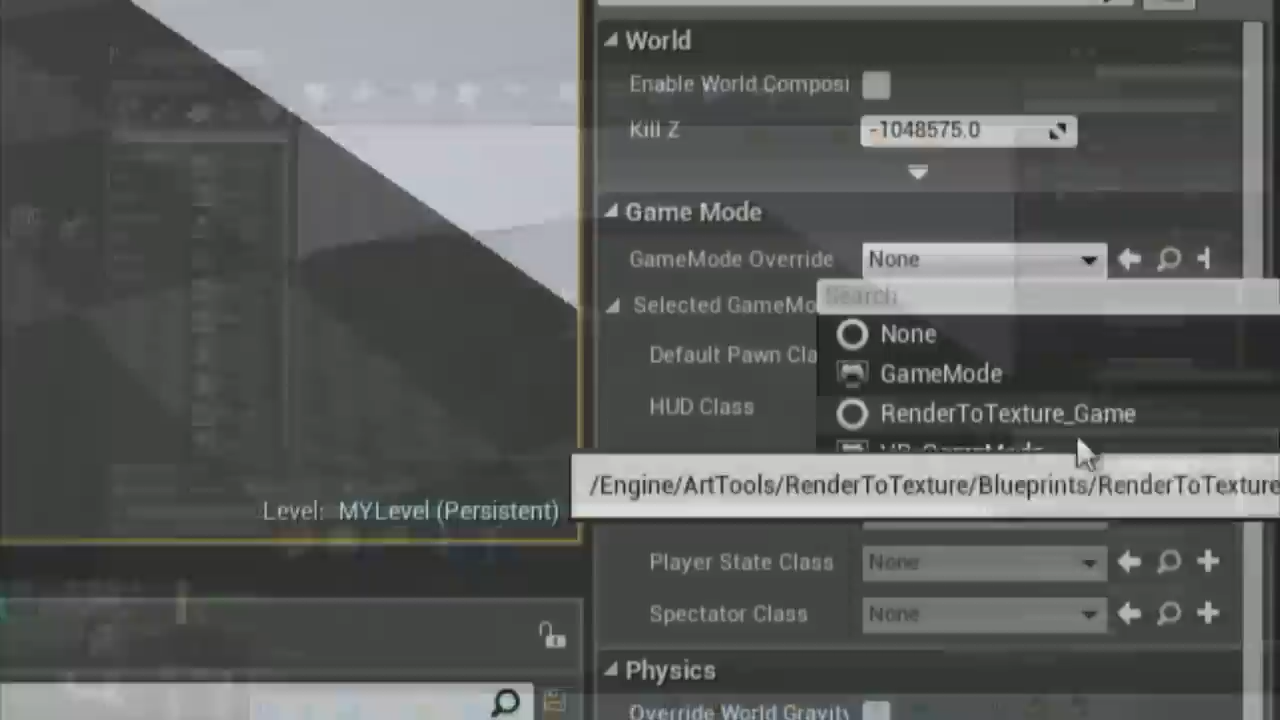 World
Enable World Composi
Kill Z -1048575.0
Game Mode
GameMode Override None
Search
Selected GameMo
None
Default Pawn Cla
GameMode
HUD Class
RenderToTexture_Game
/Engine/ArtTools/RenderToTexture/Blueprints/RenderToTexture
Level: MYLevel (Persistent)
Player State Class None
Spectator Class None
Physics
Override World Gravity